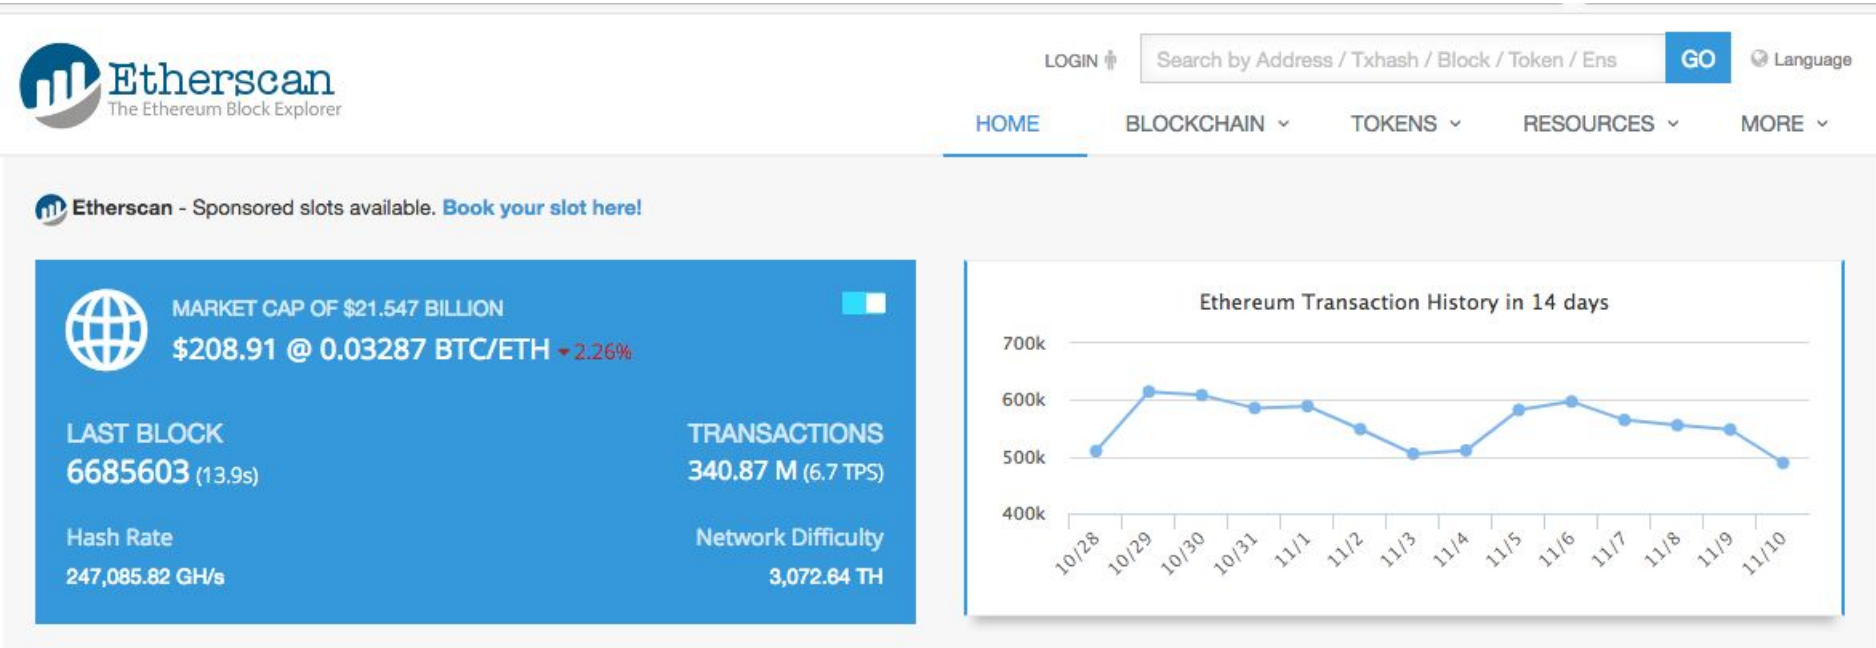 Etherscan
The Ethereum Block Explorer
LOGIN
Search by Address / Txhash / Block / Token / Ens
GO
Language
HOME
BLOCKCHAIN
TOKENS
RESOURCES
MORE
Etherscan - Sponsored slots available. Book your slot here!
MARKET CAP OF $21.547 BILLION
$208.91 @ 0.03287 BTC/ETH 2.26%
LAST BLOCK
6685603 (13.9s)
TRANSACTIONS
340.87 M (6.7 TPS)
Hash Rate
247,085.82 GH/s
Network Difficulty
3,072.64 TH
Ethereum Transaction History in 14 days
700k
600k
500k
400k
10/28
10/29
10/30
10/31
11/1
11/2
11/3
11/4
11/5
11/6
11/7
11/8
11/9
11/10